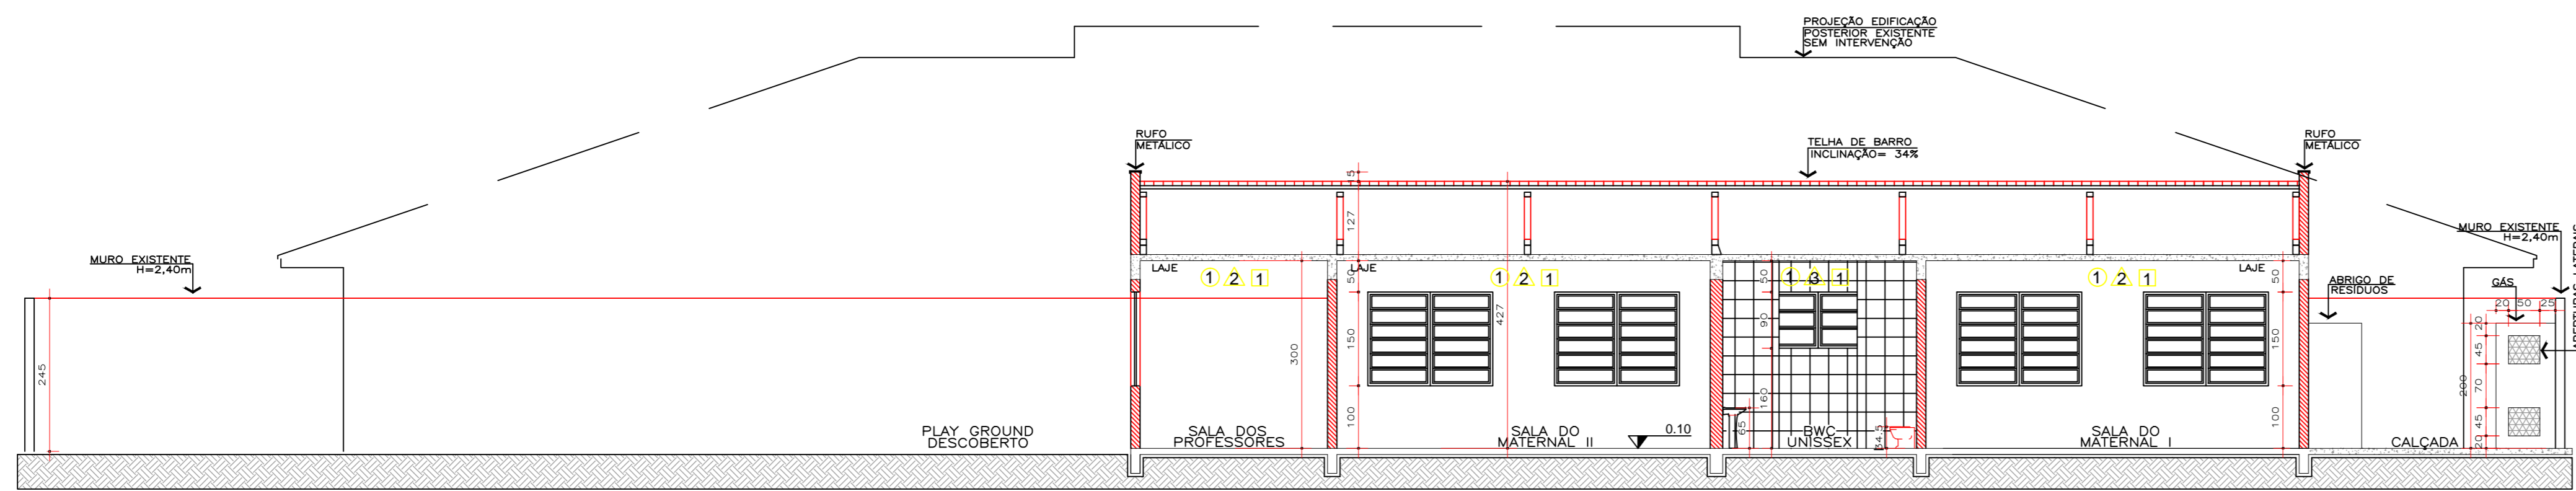 PROJEÇÃO EDIFICAÇÃO
POSTERIOR EXISTENTE
SEM INTERVENÇÃO
RUFO
METÁLICO
TELHA DE BARRO
INCLINAÇÃO= 34%
RUFO
METÁLICO
15
127
MURO EXISTENTE
H=2,40m
MURO EXISTENTE
H=2,40m
LAJE
LAJE
LAJE
1 2 1
1 2 1
1 3 1
1 2 1
50
50
50
ABRIGO DE
RESÍDUOS
GÁS
ABERTURAS LATERAIS
20 50 25
20
427
90
150
150
300
245
45
200
70
160
100
100
65
34.5
45
20
0.10
PLAY GROUND
DESCOBERTO
SALA DOS
PROFESSORES
SALA DO
MATERNAL II
BWC
UNISSEX
SALA DO
MATERNAL I
CALÇADA